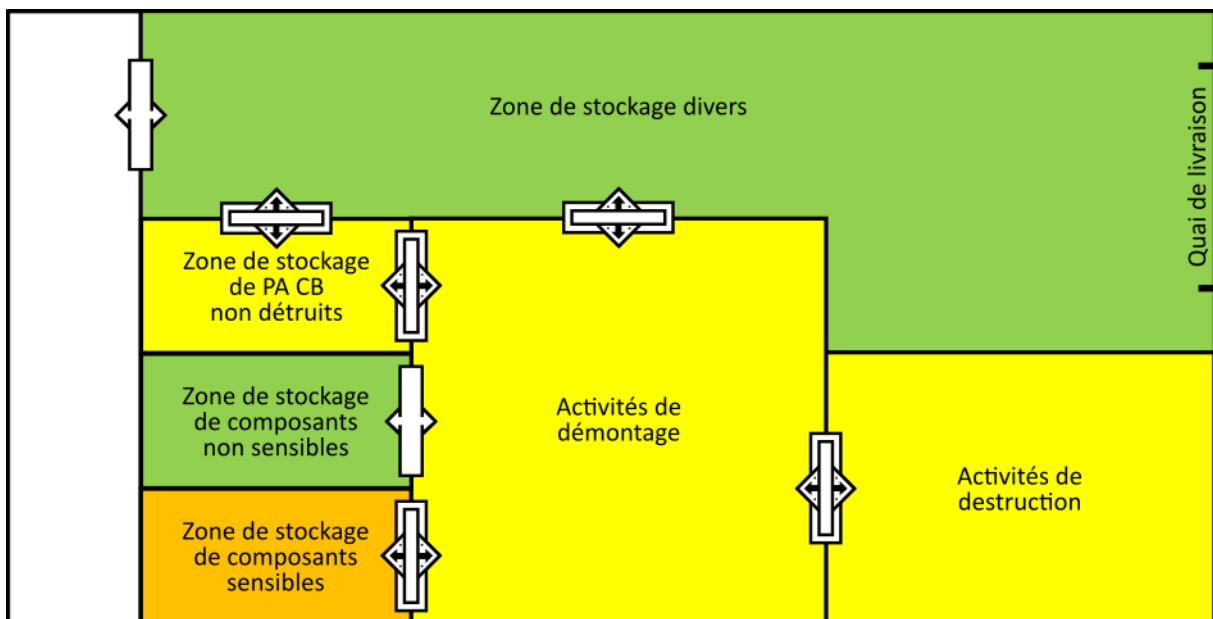 Zone de stockage divers
Quai de livraison
Zone de stockage
de PA CB
non détruits
Zone de stockage
de composants
non sensibles
Activités de
démontage
Activités de
destruction
Zone de stockage
de composants
sensibles